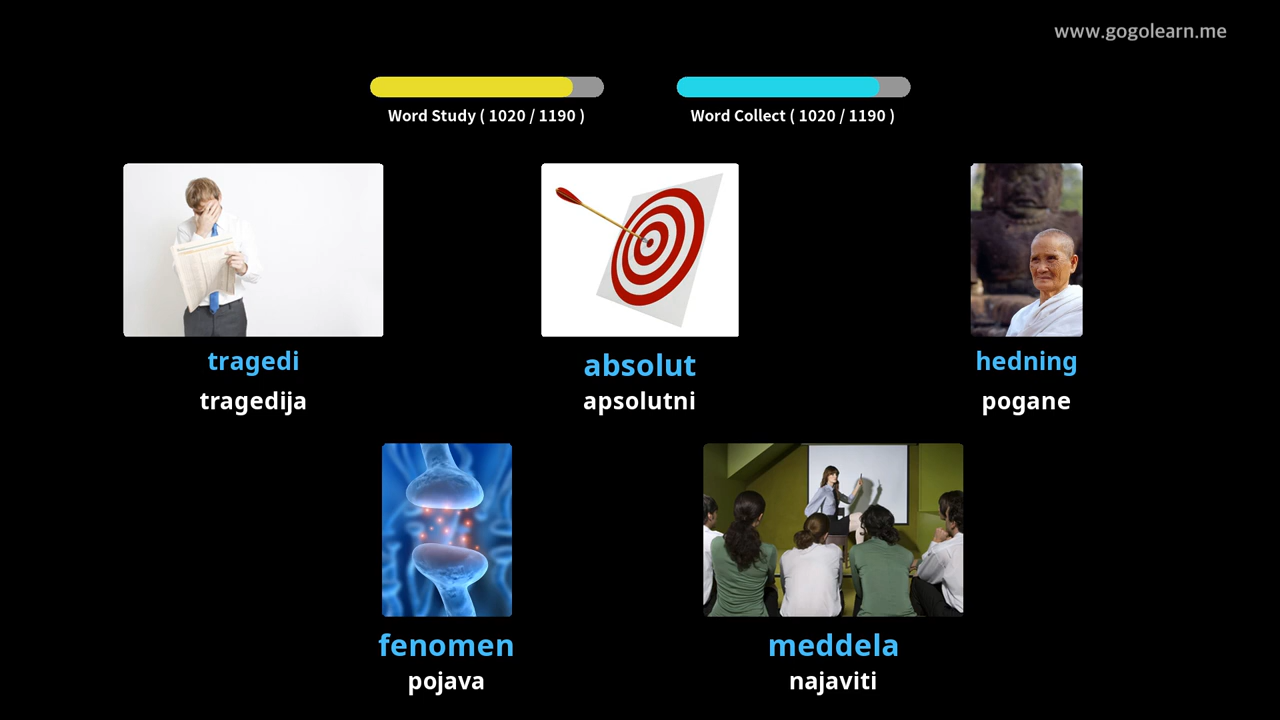 www.gogolearn.me
Word Study ( 1020 / 1190 )
Word Collect ( 1020 / 1190 )
tragedi
tragedija
absolut
apsolutni
hedning
pogane
fenomen
pojava
meddela
najaviti